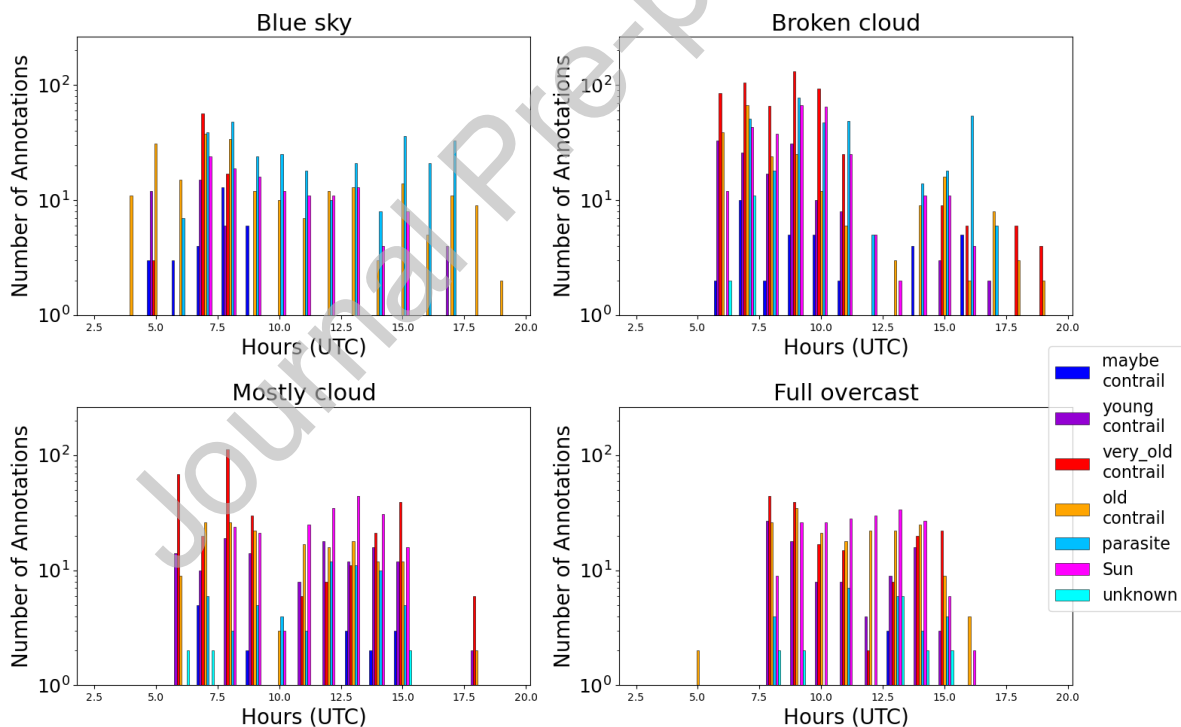 Blue sky
Number of Annotations
10⁰
10¹
10²
2.5 5.0 7.5 10.0 12.5 15.0 17.5 20.0
Hours (UTC)
Broken cloud
Number of Annotations
10⁰
10¹
10²
2.5 5.0 7.5 10.0 12.5 15.0 17.5 20.0
Hours (UTC)
Mostly cloud
Number of Annotations
10⁰
10¹
10²
2.5 5.0 7.5 10.0 12.5 15.0 17.5 20.0
Hours (UTC)
Full overcast
Number of Annotations
10⁰
10¹
10²
2.5 5.0 7.5 10.0 12.5 15.0 17.5 20.0
Hours (UTC)
maybe
contrail
young
contrail
very_old
contrail
old
contrail
parasite
Sun
unknown
Journal Pre-p